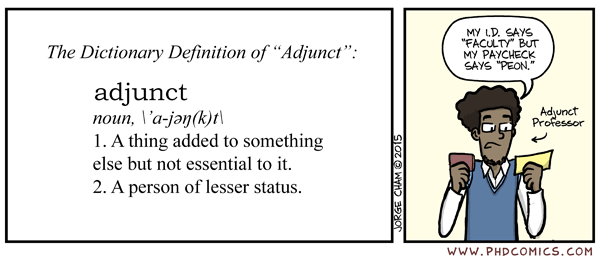 The Dictionary Definition of “Adjunct”:
adjunct
noun, \'a-jəŋ(k)t\
1. A thing added to something
else but not essential to it.
2. A person of lesser status.
JORGE CHAM © 2015
MY I.D. SAYS
"FACULTY" BUT
MY PAYCHECK
SAYS "PEON."
Adjunct
Professor
WWW.PHDCOMICS.COM